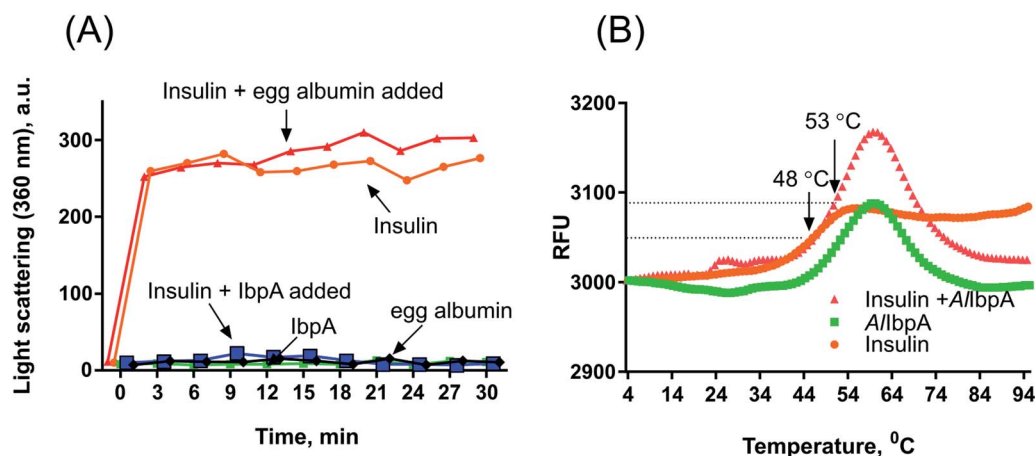 (A)
Light scattering (360 nm), a.u.
300
200
100
0
Insulin + egg albumin added
Insulin
Insulin + IbpA added
IbpA
egg albumin
0 3 6 9 12 15 18 21 24 27 30
Time, min
(B)
RFU
3200
3100
3000
2900
53 °C
48 °C
Insulin +AlIbpA
AlIbpA
Insulin
4 14 24 34 44 54 64 74 84 94
Temperature, ⁰C